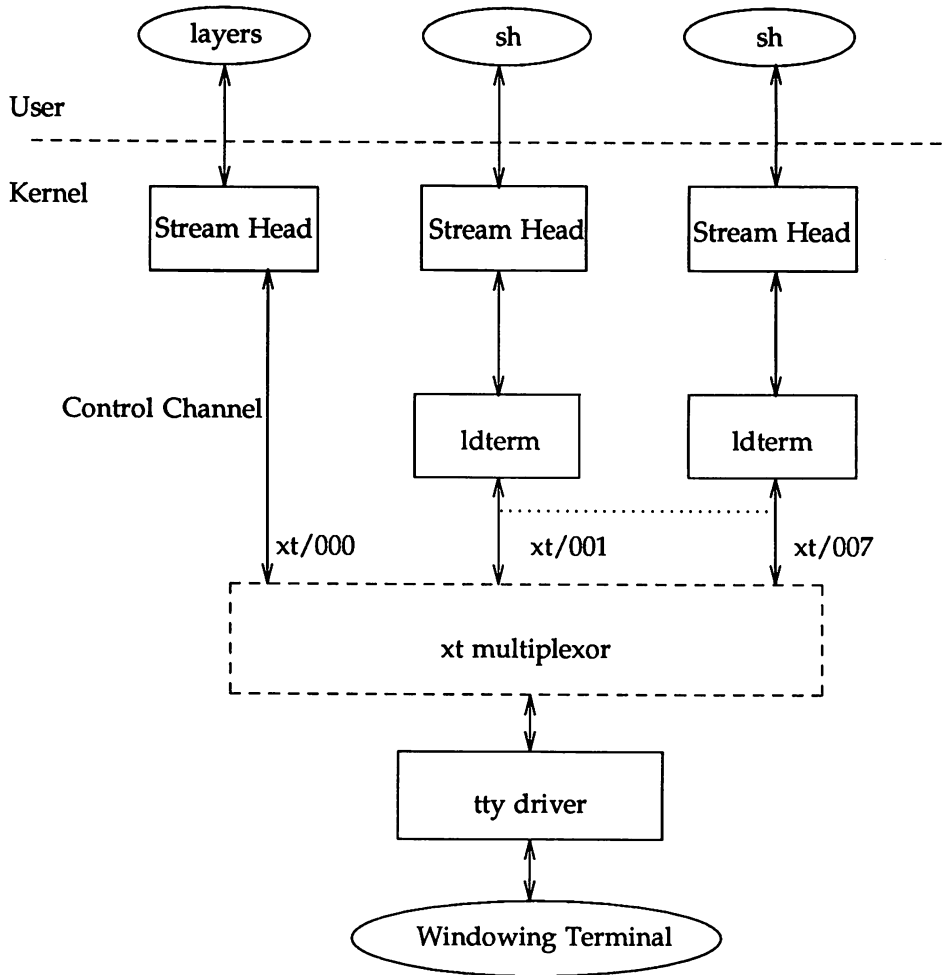 layers
sh
sh
User
Kernel
Stream Head
Stream Head
Stream Head
Control Channel
ldterm
ldterm
xt/000
xt/001
xt/007
xt multiplexor
tty driver
Windowing Terminal